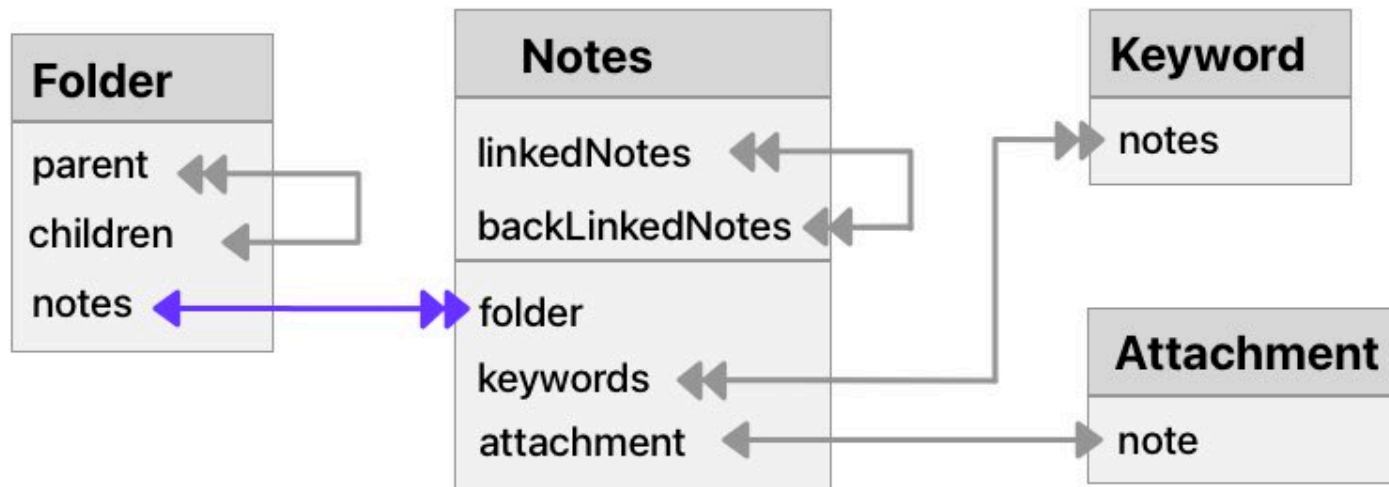 Folder
parent
children
notes
Notes
linkedNotes
backLinkedNotes
folder
keywords
attachment
Keyword
notes
Attachment
note